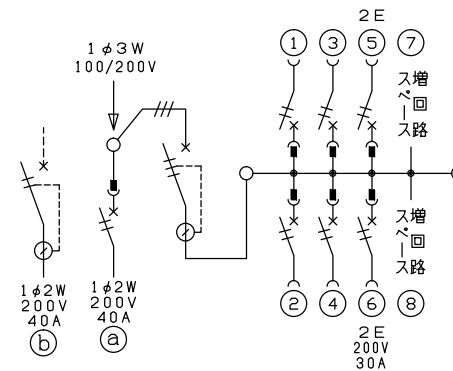 2E
1φ3W
100/200V
① ③ ⑤ ⑦
増回路
スペース
増回路
スペース
1φ2W
200V
40A
ⓑ
1φ2W
200V
40A
ⓐ
② ④ ⑥ ⑧
2E
200V
30A